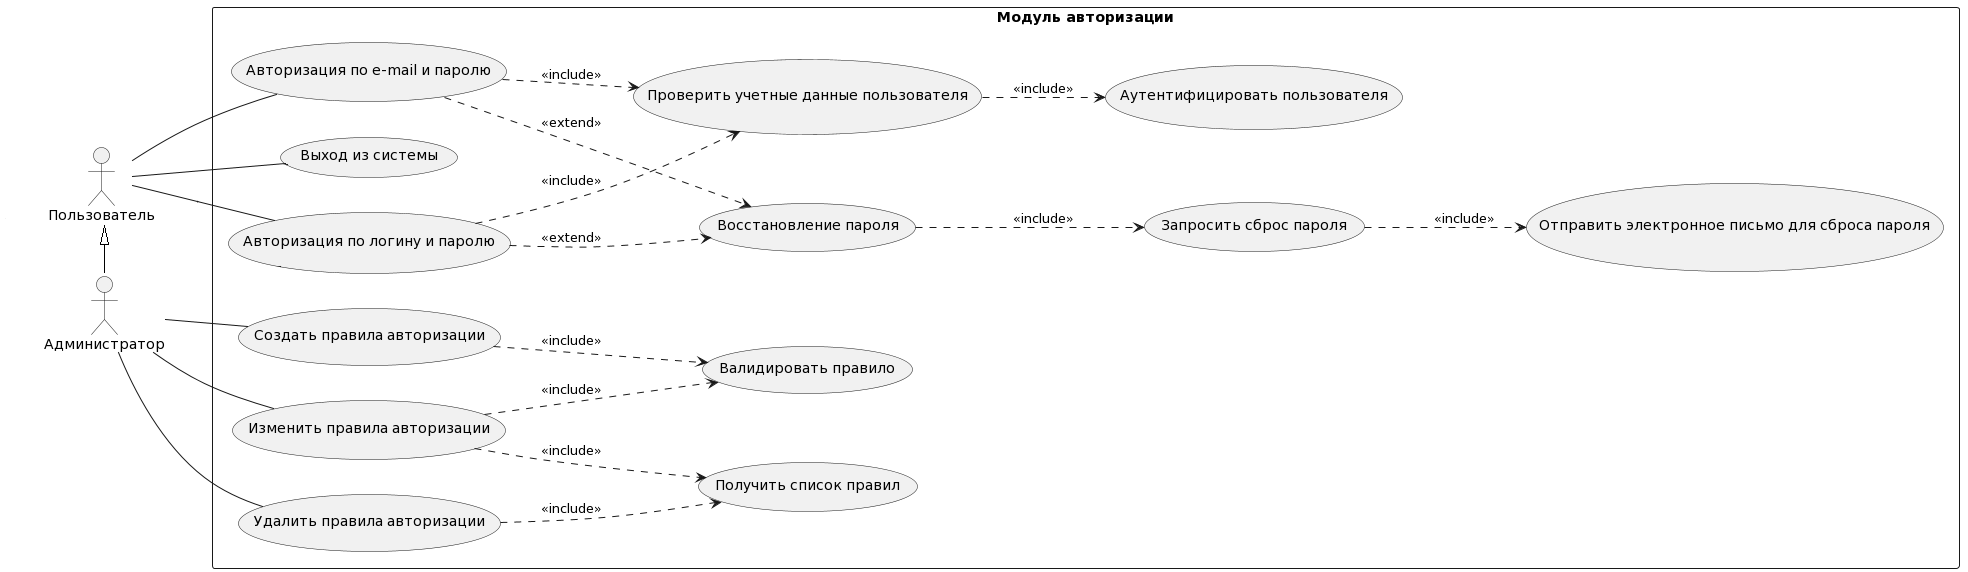 Модуль авторизации
Авторизация по e-mail и паролю
«include»
Проверить учетные данные пользователя
«include»
Аутентифицировать пользователя
«extend»
Выход из системы
«include»
Пользователь
Авторизация по логину и паролю
«extend»
Восстановление пароля
«include»
Запросить сброс пароля
«include»
Отправить электронное письмо для сброса пароля
Администратор
Создать правила авторизации
«include»
Валидировать правило
«include»
Изменить правила авторизации
«include»
Получить список правил
«include»
Удалить правила авторизации